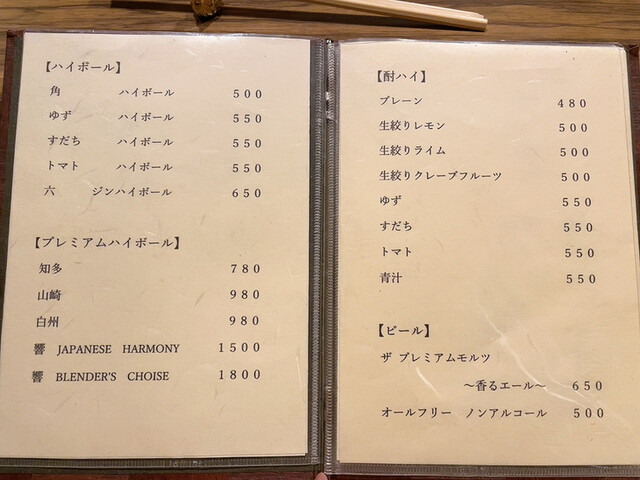 【ハイボール】
角 ハイボール 500
ゆず ハイボール 550
すだち ハイボール 550
トマト ハイボール 550
六 ジンハイボール 650
【プレミアムハイボール】
知多 780
山崎 980
白州 980
響 JAPANESE HARMONY 1500
響 BLENDER'S CHOISE 1800
【酎ハイ】
プレーン 480
生絞りレモン 500
生絞りライム 500
生絞りグレープフルーツ 500
ゆず 550
すだち 550
トマト 550
青汁 550
【ビール】
ザ プレミアムモルツ
～香るエール～ 650
オールフリー ノンアルコール 500